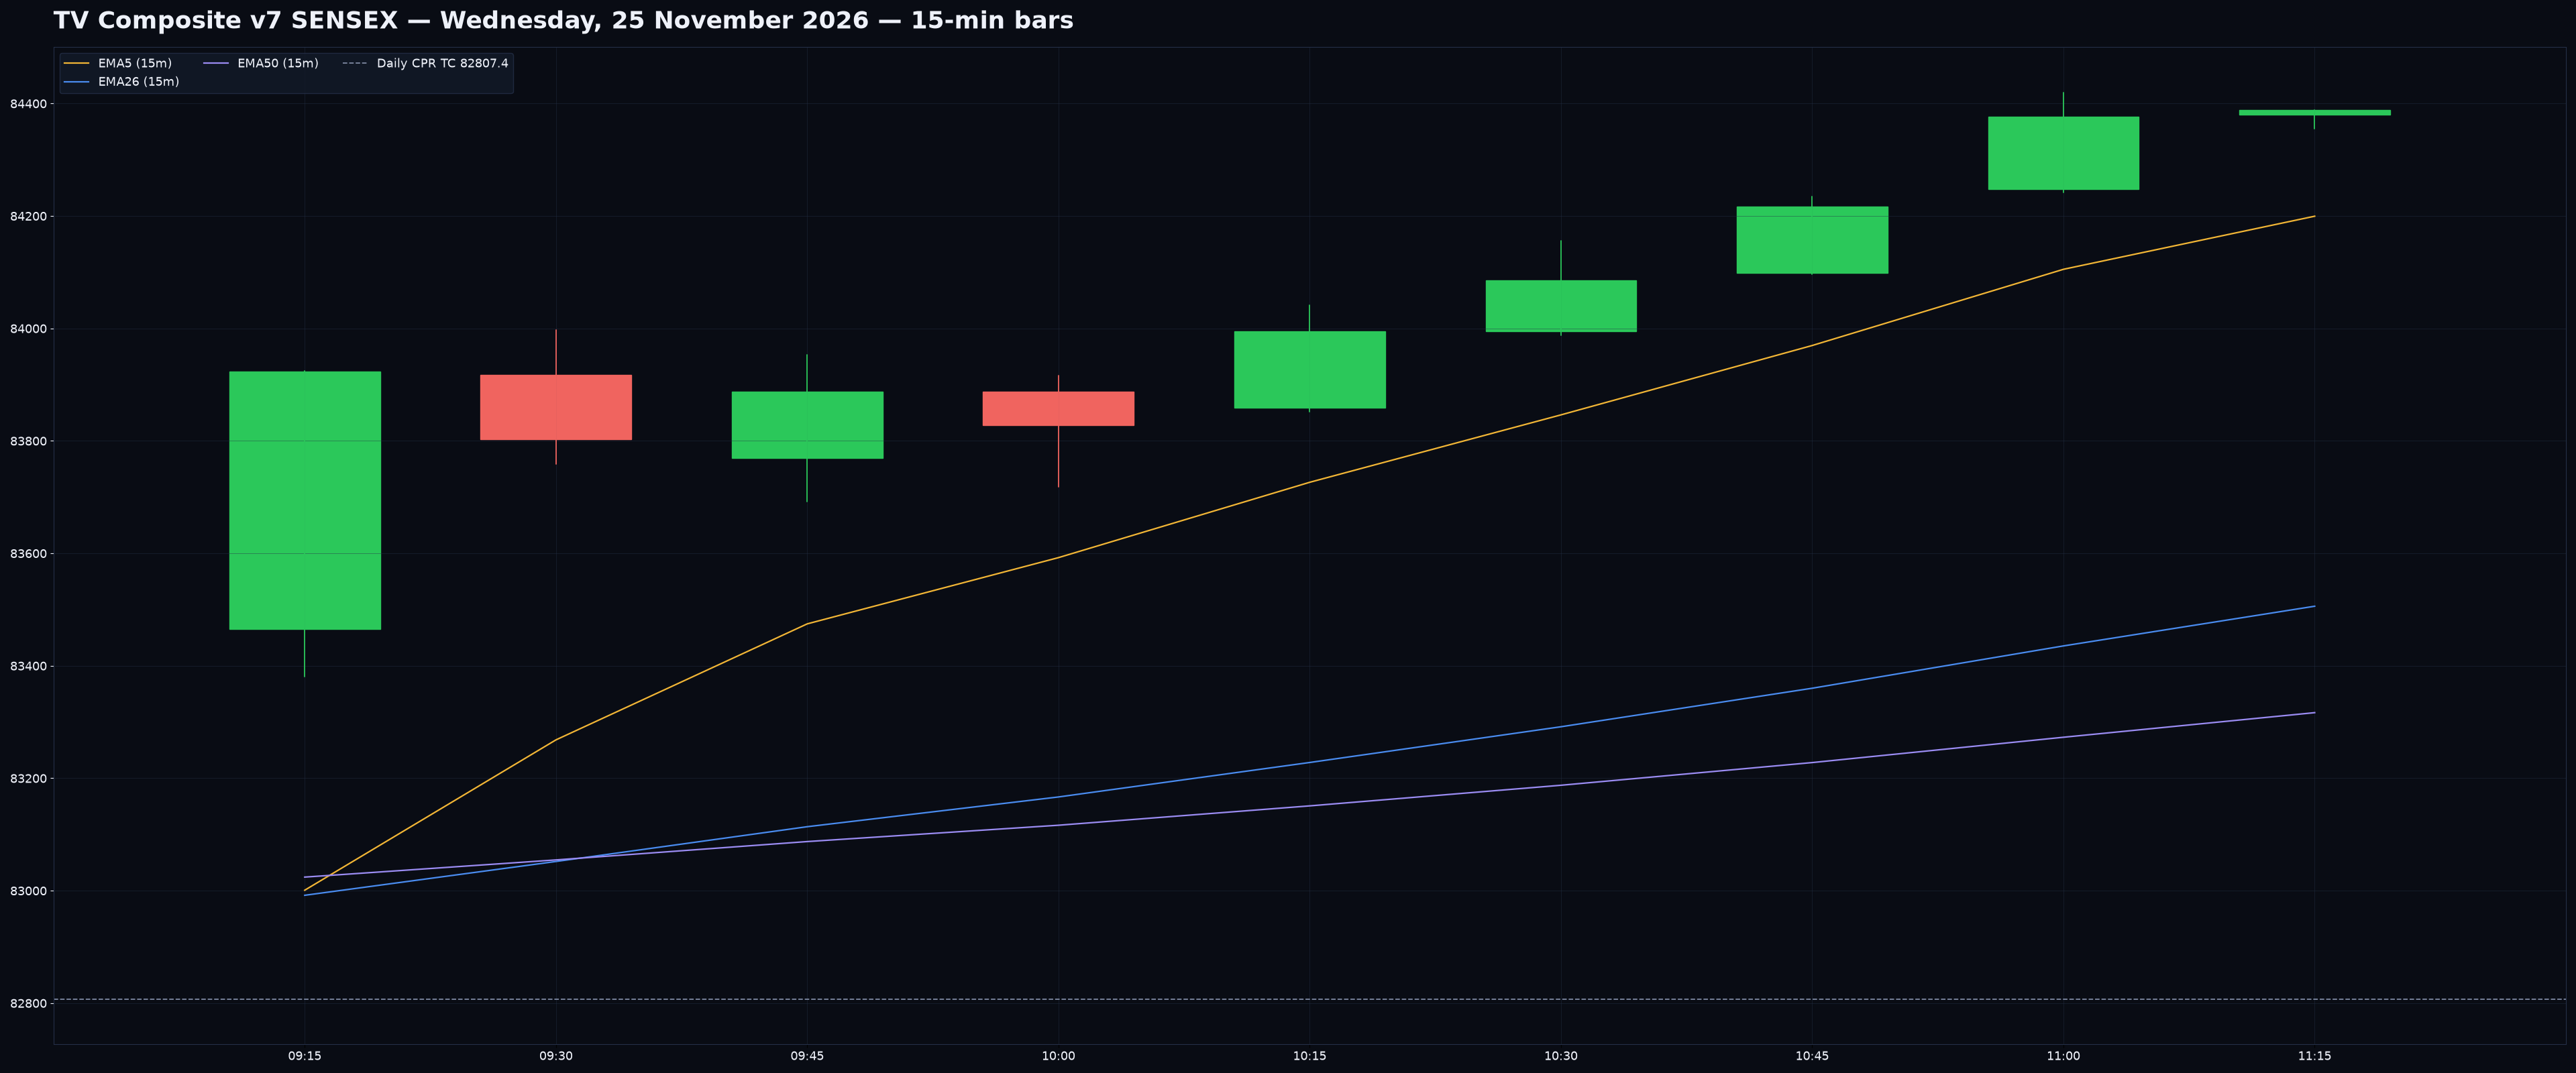 TV Composite v7 SENSEX — Wednesday, 25 November 2026 — 15-min bars
EMA5 (15m) EMA50 (15m) Daily CPR TC 82807.4
EMA26 (15m)
84400
84200
84000
83800
83600
83400
83200
83000
82800
09:15 09:30 09:45 10:00 10:15 10:30 10:45 11:00 11:15